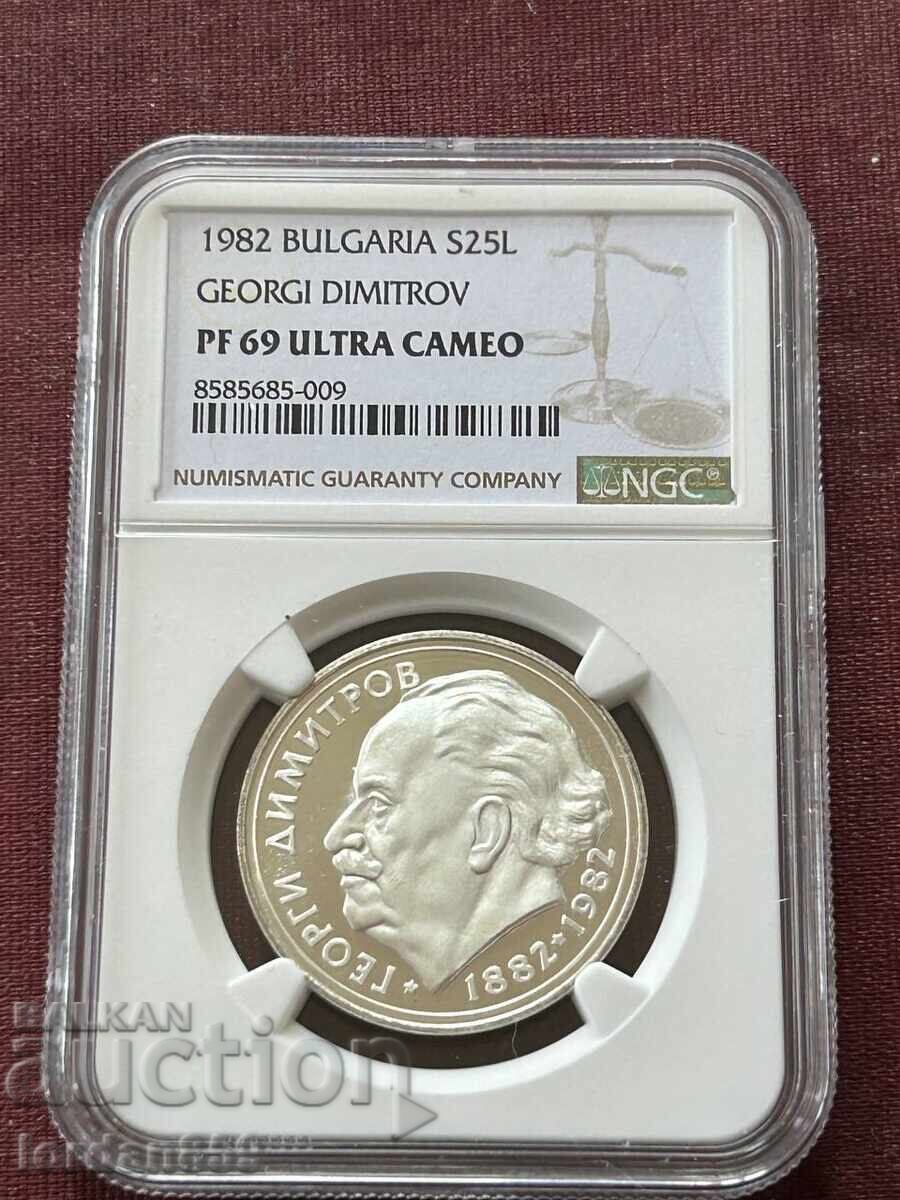 1982 BULGARIA S25L
GEORGI DIMITROV
PF 69 ULTRA CAMEO
8585685-009
NUMISMATIC GUARANTY COMPANY
NGC
ГЕОРГИ ДИМИТРОВ
1882★1982
BALKAN
auction